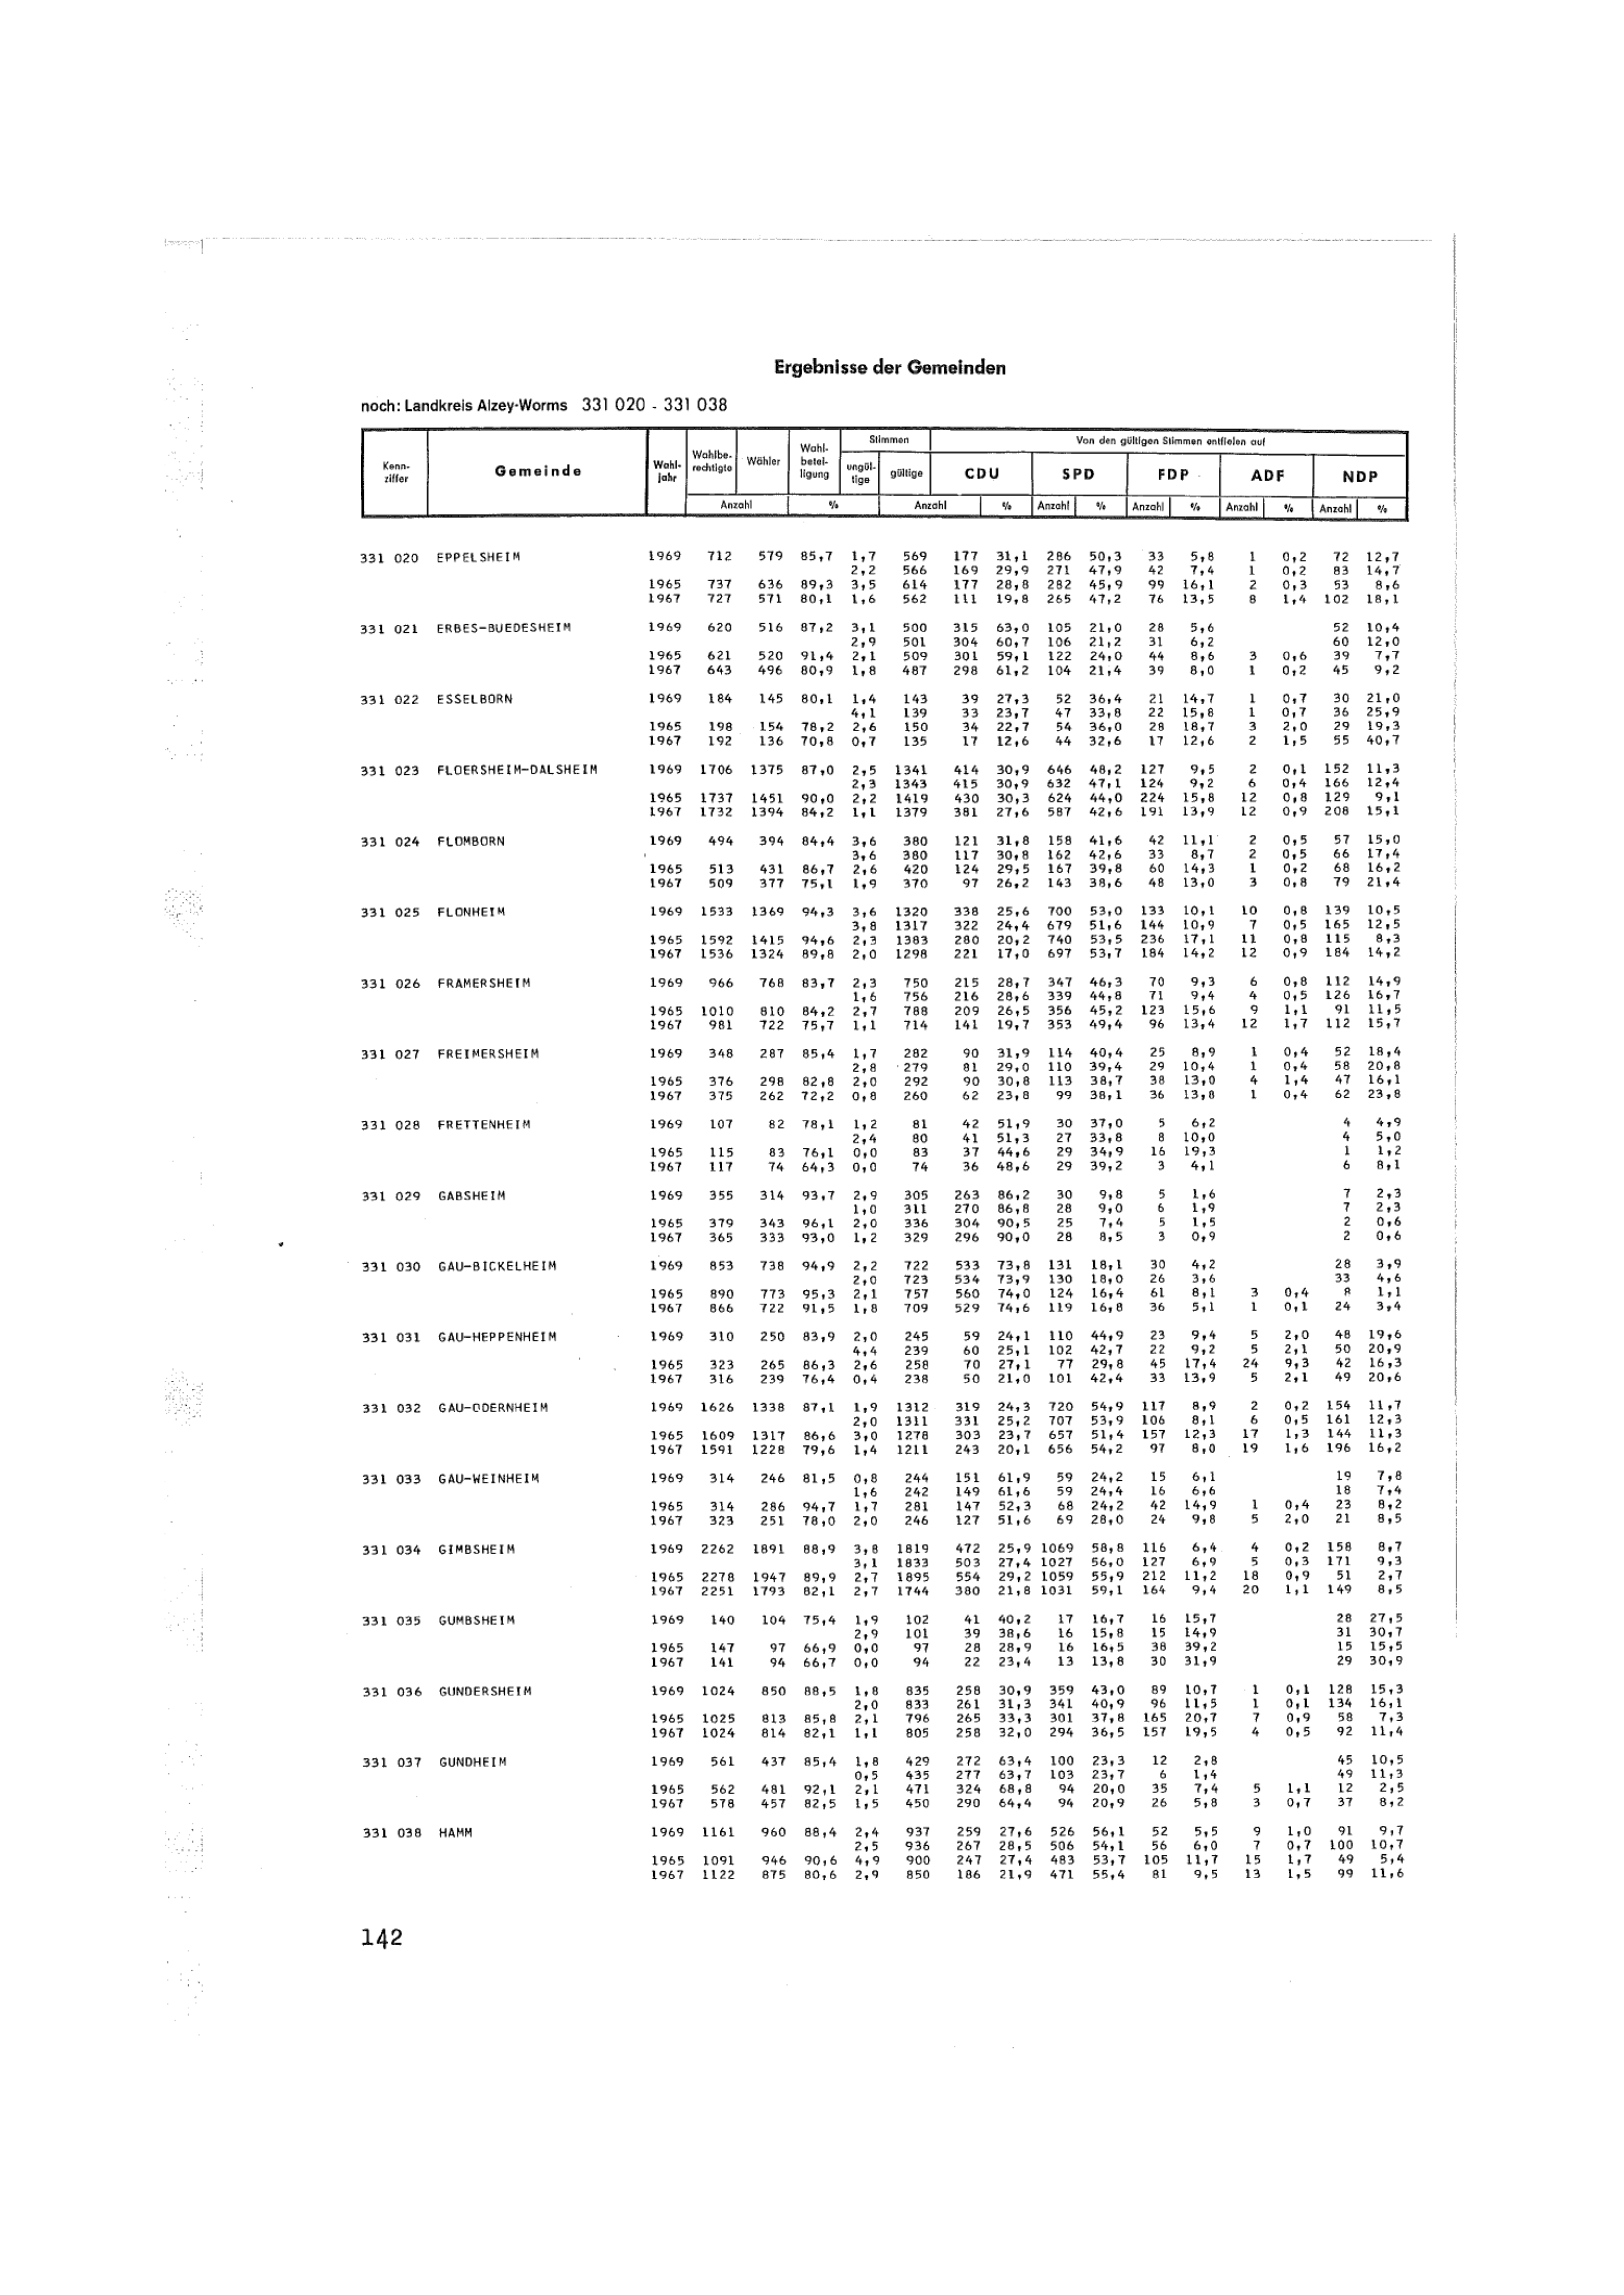 Ergebnisse der Gemeinden
noch: Landkreis Alzey-Worms 331 020 - 331 038
Kenn-ziffer Gemeinde Wahl-jahr Wahlbe-rechtigte Wähler Wahl-betei-ligung Stimmen Von den gültigen Stimmen entfielen auf
ungül-tige gültige CDU SPD FDP ADF NDP
Anzahl % Anzahl % Anzahl % Anzahl % Anzahl % Anzahl %
331 020 EPPELSHEIM 1969 712 579 85,7 1,7 569 177 31,1 286 50,3 33 5,8 1 0,2 72 12,7
2,2 566 169 29,9 271 47,9 42 7,4 1 0,2 83 14,7
1965 737 636 89,3 3,5 614 177 28,8 282 45,9 99 16,1 2 0,3 53 8,6
1967 727 571 80,1 1,6 562 111 19,8 265 47,2 76 13,5 8 1,4 102 18,1
331 021 ERBES-BUEDESHEIM 1969 620 516 87,2 3,1 500 315 63,0 105 21,0 28 5,6 52 10,4
2,9 501 304 60,7 106 21,2 31 6,2 60 12,0
1965 621 520 91,4 2,1 509 301 59,1 122 24,0 44 8,6 3 0,6 39 7,7
1967 643 496 80,9 1,8 487 298 61,2 104 21,4 39 8,0 1 0,2 45 9,2
331 022 ESSELBORN 1969 184 145 80,1 1,4 143 39 27,3 52 36,4 21 14,7 1 0,7 30 21,0
4,1 139 33 23,7 47 33,8 22 15,8 1 0,7 36 25,9
1965 198 154 78,2 2,6 150 34 22,7 54 36,0 28 18,7 3 2,0 29 19,3
1967 192 136 70,8 0,7 135 17 12,6 44 32,6 17 12,6 2 1,5 55 40,7
331 023 FLOERSHEIM-DALSHEIM 1969 1706 1375 87,0 2,5 1341 414 30,9 646 48,2 127 9,5 2 0,1 152 11,3
2,3 1343 415 30,9 632 47,1 124 9,2 6 0,4 166 12,4
1965 1737 1451 90,0 2,2 1419 430 30,3 624 44,0 224 15,8 12 0,8 129 9,1
1967 1732 1394 84,2 1,1 1379 381 27,6 587 42,6 191 13,9 12 0,9 208 15,1
331 024 FLOMBORN 1969 494 394 84,4 3,6 380 121 31,8 158 41,6 42 11,1 2 0,5 57 15,0
3,6 380 117 30,8 162 42,6 33 8,7 2 0,5 66 17,4
1965 513 431 86,7 2,6 420 124 29,5 167 39,8 60 14,3 1 0,2 68 16,2
1967 509 377 75,1 1,9 370 97 26,2 143 38,6 48 13,0 3 0,8 79 21,4
331 025 FLONHEIM 1969 1533 1369 94,3 3,6 1320 338 25,6 700 53,0 133 10,1 10 0,8 139 10,5
3,8 1317 322 24,4 679 51,6 144 10,9 7 0,5 165 12,5
1965 1592 1415 94,6 2,3 1383 280 20,2 740 53,5 236 17,1 11 0,8 115 8,3
1967 1536 1324 89,8 2,0 1298 221 17,0 697 53,7 184 14,2 12 0,9 184 14,2
331 026 FRAMERSHEIM 1969 966 768 83,7 2,3 750 215 28,7 347 46,3 70 9,3 6 0,8 112 14,9
1,6 756 216 28,6 339 44,8 71 9,4 4 0,5 126 16,7
1965 1010 810 84,2 2,7 788 209 26,5 356 45,2 123 15,6 9 1,1 91 11,5
1967 981 722 75,7 1,1 714 141 19,7 353 49,4 96 13,4 12 1,7 112 15,7
331 027 FREIMERSHEIM 1969 348 287 85,4 1,7 282 90 31,9 114 40,4 25 8,9 1 0,4 52 18,4
2,8 279 81 29,0 110 39,4 29 10,4 1 0,4 58 20,8
1965 376 298 82,8 2,0 292 90 30,8 113 38,7 38 13,0 4 1,4 47 16,1
1967 375 262 72,2 0,8 260 62 23,8 99 38,1 36 13,8 1 0,4 62 23,8
331 028 FRETTENHEIM 1969 107 82 78,1 1,2 81 42 51,9 30 37,0 5 6,2 4 4,9
2,4 80 41 51,3 27 33,8 8 10,0 4 5,0
1965 115 83 76,1 0,0 83 37 44,6 29 34,9 16 19,3 1 1,2
1967 117 74 64,3 0,0 74 36 48,6 29 39,2 3 4,1 6 8,1
331 029 GABSHEIM 1969 355 314 93,7 2,9 305 263 86,2 30 9,8 5 1,6 7 2,3
1,0 311 270 86,8 28 9,0 6 1,9 7 2,3
1965 379 343 96,1 2,0 336 304 90,5 25 7,4 5 1,5 2 0,6
1967 365 333 93,0 1,2 329 296 90,0 28 8,5 3 0,9 2 0,6
331 030 GAU-BICKELHEIM 1969 853 738 94,9 2,2 722 533 73,8 131 18,1 30 4,2 28 3,9
2,0 723 534 73,9 130 18,0 26 3,6 33 4,6
1965 890 773 95,3 2,1 757 560 74,0 124 16,4 61 8,1 3 0,4 8 1,1
1967 866 722 91,5 1,8 709 529 74,6 119 16,8 36 5,1 1 0,1 24 3,4
331 031 GAU-HEPPENHEIM 1969 310 250 83,9 2,0 245 59 24,1 110 44,9 23 9,4 5 2,0 48 19,6
4,4 239 60 25,1 102 42,7 22 9,2 5 2,1 50 20,9
1965 323 265 86,3 2,6 258 70 27,1 77 29,8 45 17,4 24 9,3 42 16,3
1967 316 239 76,4 0,4 238 50 21,0 101 42,4 33 13,9 5 2,1 49 20,6
331 032 GAU-ODERNHEIM 1969 1626 1338 87,1 1,9 1312 319 24,3 720 54,9 117 8,9 2 0,2 154 11,7
2,0 1311 331 25,2 707 53,9 106 8,1 6 0,5 161 12,3
1965 1609 1317 86,6 3,0 1278 303 23,7 657 51,4 157 12,3 17 1,3 144 11,3
1967 1591 1228 79,6 1,4 1211 243 20,1 656 54,2 97 8,0 19 1,6 196 16,2
331 033 GAU-WEINHEIM 1969 314 246 81,5 0,8 244 151 61,9 59 24,2 15 6,1 19 7,8
1,6 242 149 61,6 59 24,4 16 6,6 18 7,4
1965 314 286 94,7 1,7 281 147 52,3 68 24,2 42 14,9 1 0,4 23 8,2
1967 323 251 78,0 2,0 246 127 51,6 69 28,0 24 9,8 5 2,0 21 8,5
331 034 GIMBSHEIM 1969 2262 1891 88,9 3,8 1819 472 25,9 1069 58,8 116 6,4 4 0,2 158 8,7
3,1 1833 503 27,4 1027 56,0 127 6,9 5 0,3 171 9,3
1965 2278 1947 89,9 2,7 1895 554 29,2 1059 55,9 212 11,2 18 0,9 51 2,7
1967 2251 1793 82,1 2,7 1744 380 21,8 1031 59,1 164 9,4 20 1,1 149 8,5
331 035 GUMBSHEIM 1969 140 104 75,4 1,9 102 41 40,2 17 16,7 16 15,7 28 27,5
2,9 101 39 38,6 16 15,8 15 14,9 31 30,7
1965 147 97 66,9 0,0 97 28 28,9 16 16,5 38 39,2 15 15,5
1967 141 94 66,7 0,0 94 22 23,4 13 13,8 30 31,9 29 30,9
331 036 GUNDERSHEIM 1969 1024 850 88,5 1,8 835 258 30,9 359 43,0 89 10,7 1 0,1 128 15,3
2,0 833 261 31,3 341 40,9 96 11,5 1 0,1 134 16,1
1965 1025 813 85,8 2,1 796 265 33,3 301 37,8 165 20,7 7 0,9 58 7,3
1967 1024 814 82,1 1,1 805 258 32,0 294 36,5 157 19,5 4 0,5 92 11,4
331 037 GUNDHEIM 1969 561 437 85,4 1,8 429 272 63,4 100 23,3 12 2,8 45 10,5
0,5 435 277 63,7 103 23,7 6 1,4 49 11,3
1965 562 481 92,1 2,1 471 324 68,8 94 20,0 35 7,4 5 1,1 12 2,5
1967 578 457 82,5 1,5 450 290 64,4 94 20,9 26 5,8 3 0,7 37 8,2
331 038 HAMM 1969 1161 960 88,4 2,4 937 259 27,6 526 56,1 52 5,5 9 1,0 91 9,7
2,5 936 267 28,5 506 54,1 56 6,0 7 0,7 100 10,7
1965 1091 946 90,6 4,9 900 247 27,4 483 53,7 105 11,7 15 1,7 49 5,4
1967 1122 875 80,6 2,9 850 186 21,9 471 55,4 81 9,5 13 1,5 99 11,6
142